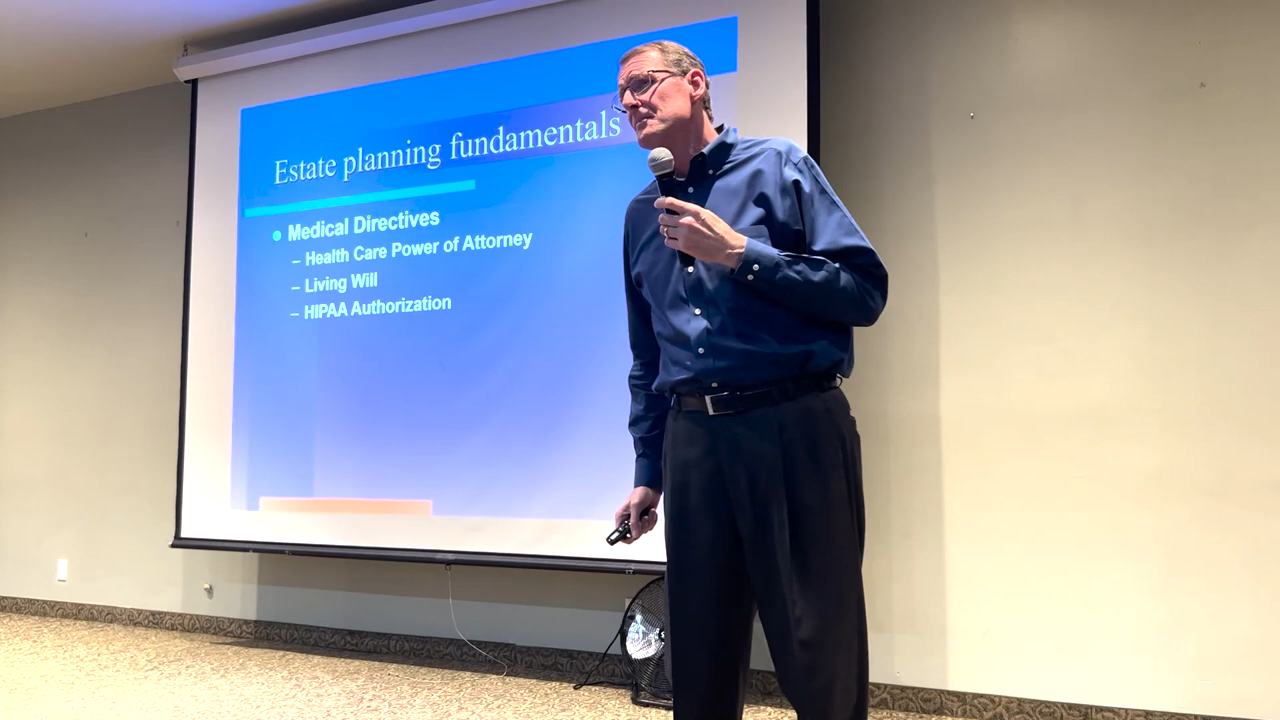 Estate planning fundamentals
Medical Directives
– Health Care Power of Attorney
– Living Will
– HIPAA Authorization